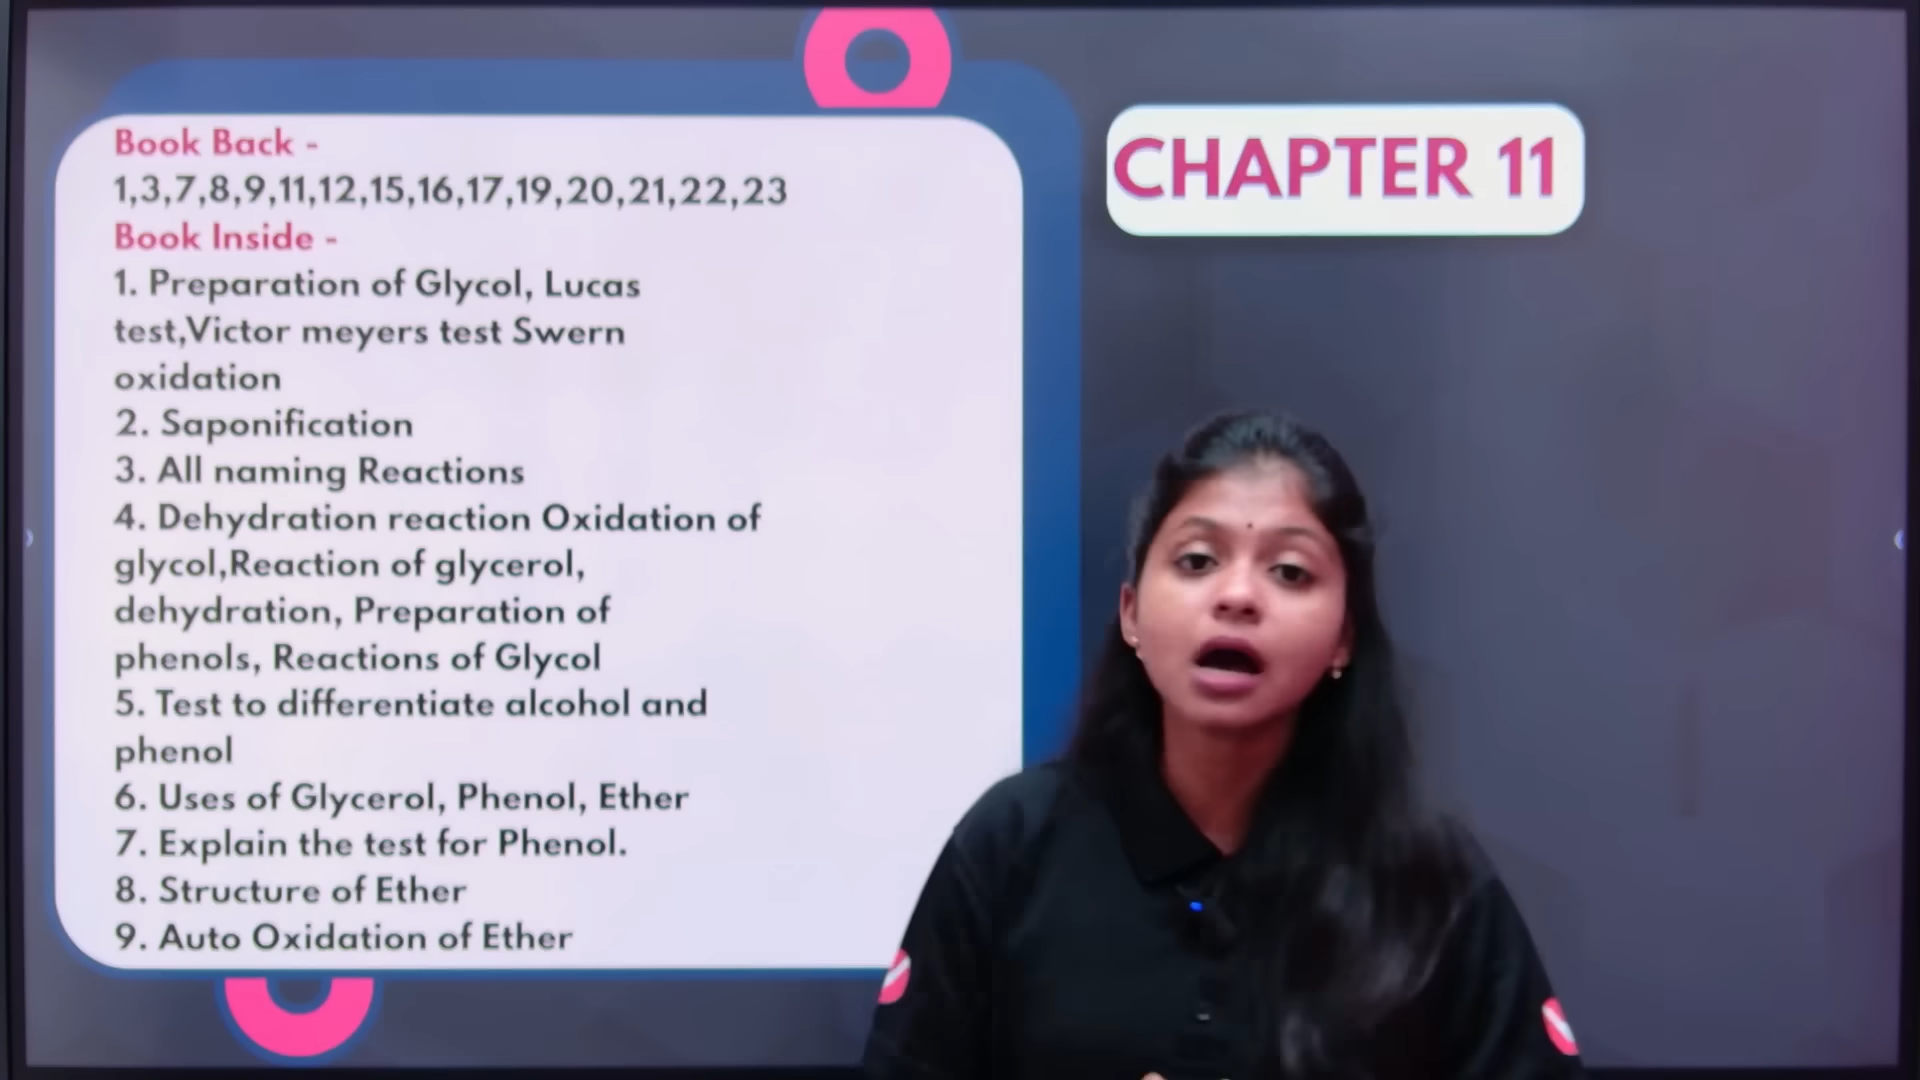 Book Back -
1,3,7,8,9,11,12,15,16,17,19,20,21,22,23
Book Inside -
1. Preparation of Glycol, Lucas
test,Victor meyers test Swern
oxidation
2. Saponification
3. All naming Reactions
4. Dehydration reaction Oxidation of
glycol,Reaction of glycerol,
dehydration, Preparation of
phenols, Reactions of Glycol
5. Test to differentiate alcohol and
phenol
6. Uses of Glycerol, Phenol, Ether
7. Explain the test for Phenol.
8. Structure of Ether
9. Auto Oxidation of Ether
CHAPTER 11